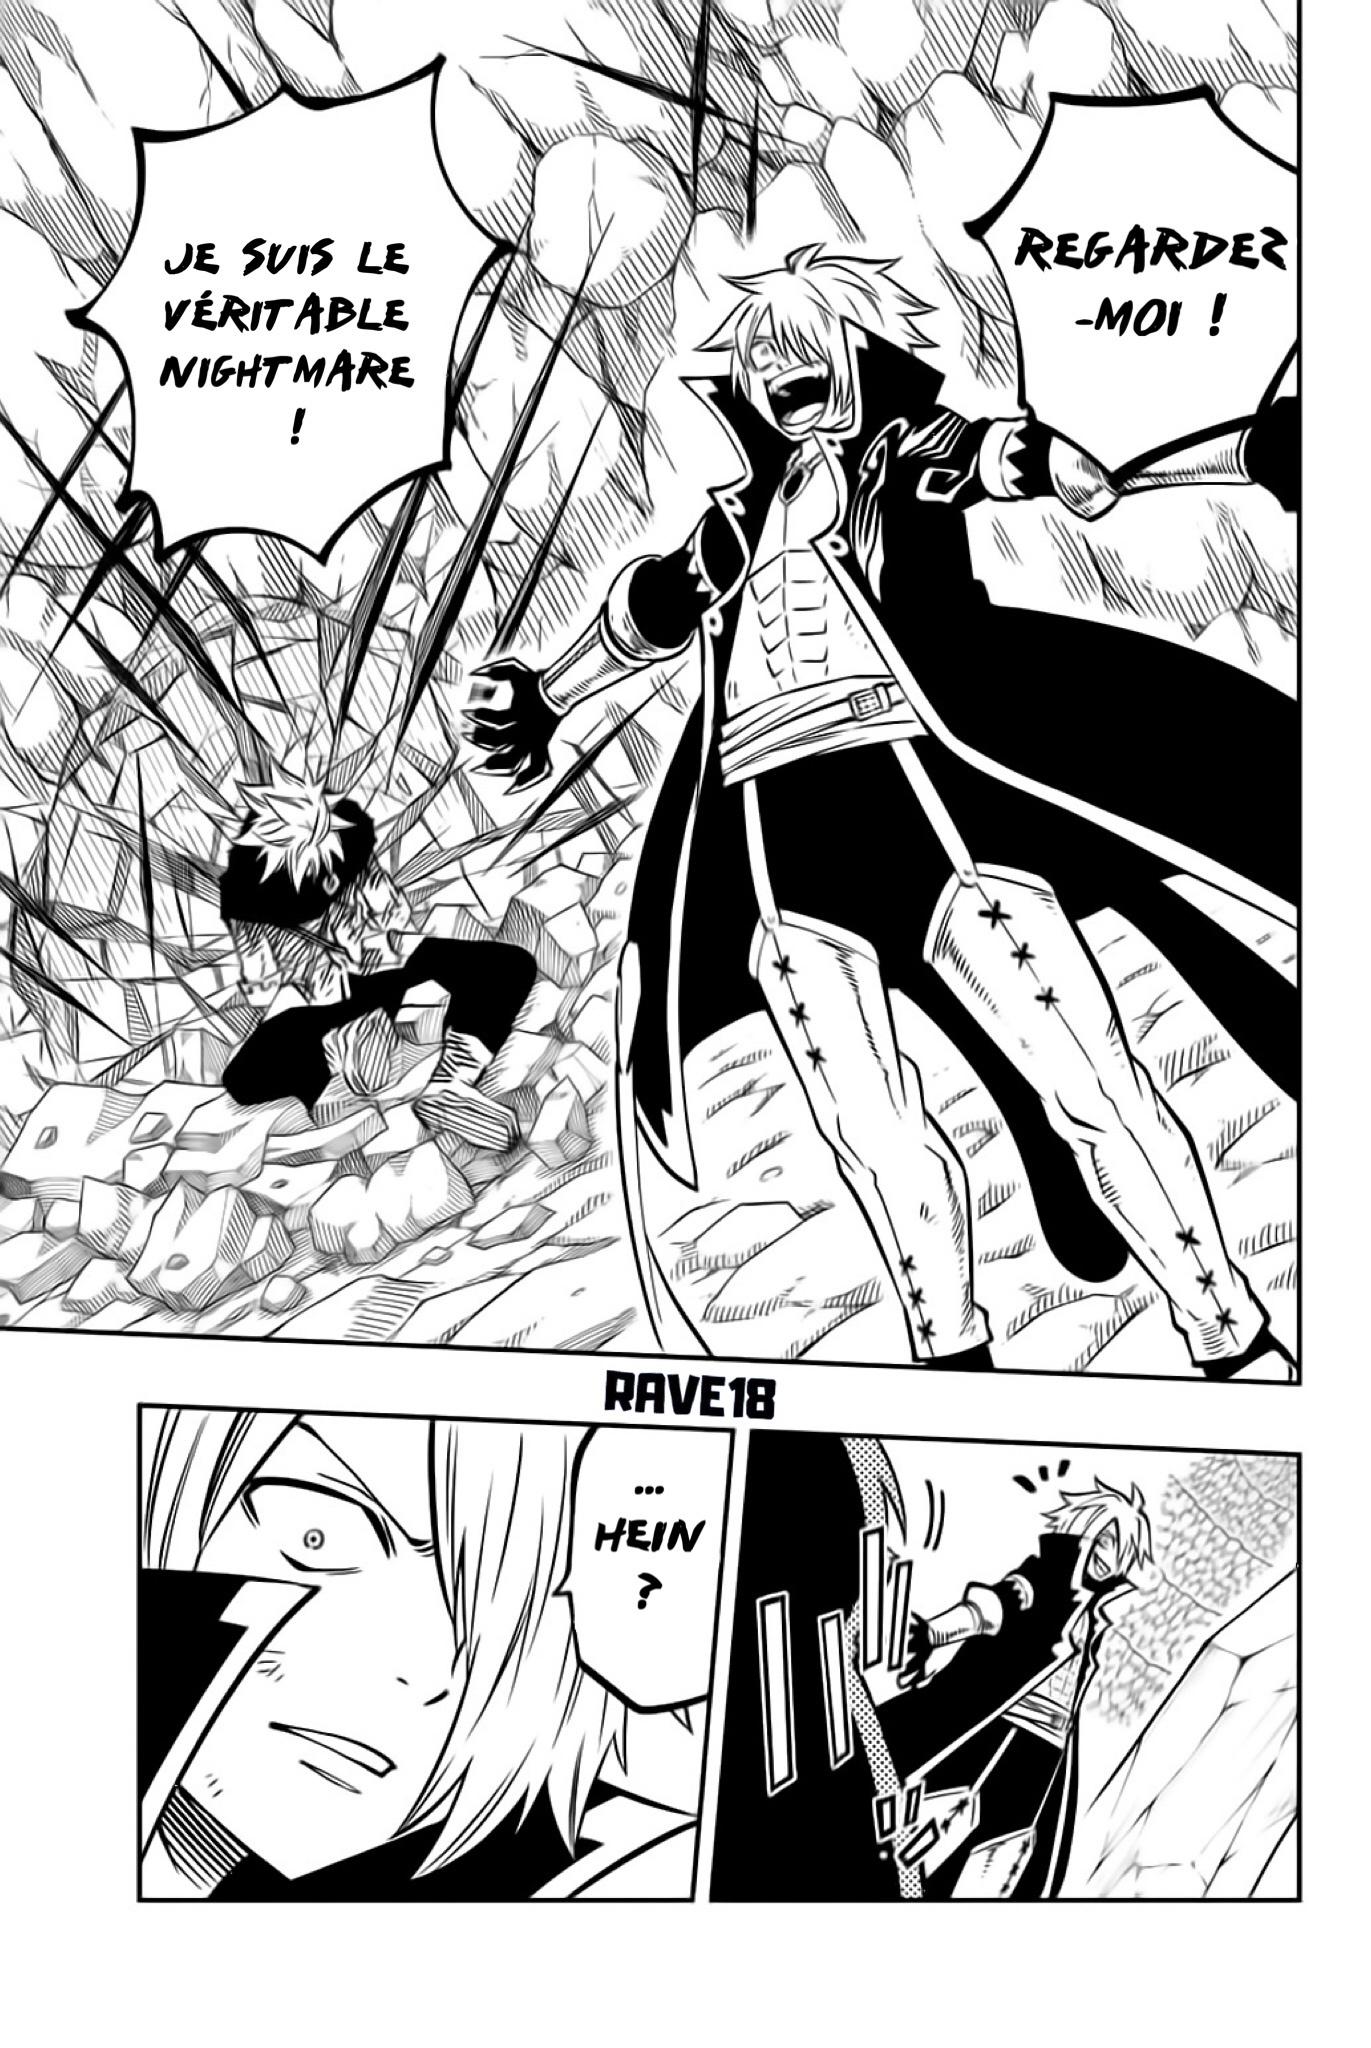 REGARDEZ
-MOI !
JE SUIS LE
VÉRITABLE
NIGHTMARE
!
RAVE18
...
HEIN
?